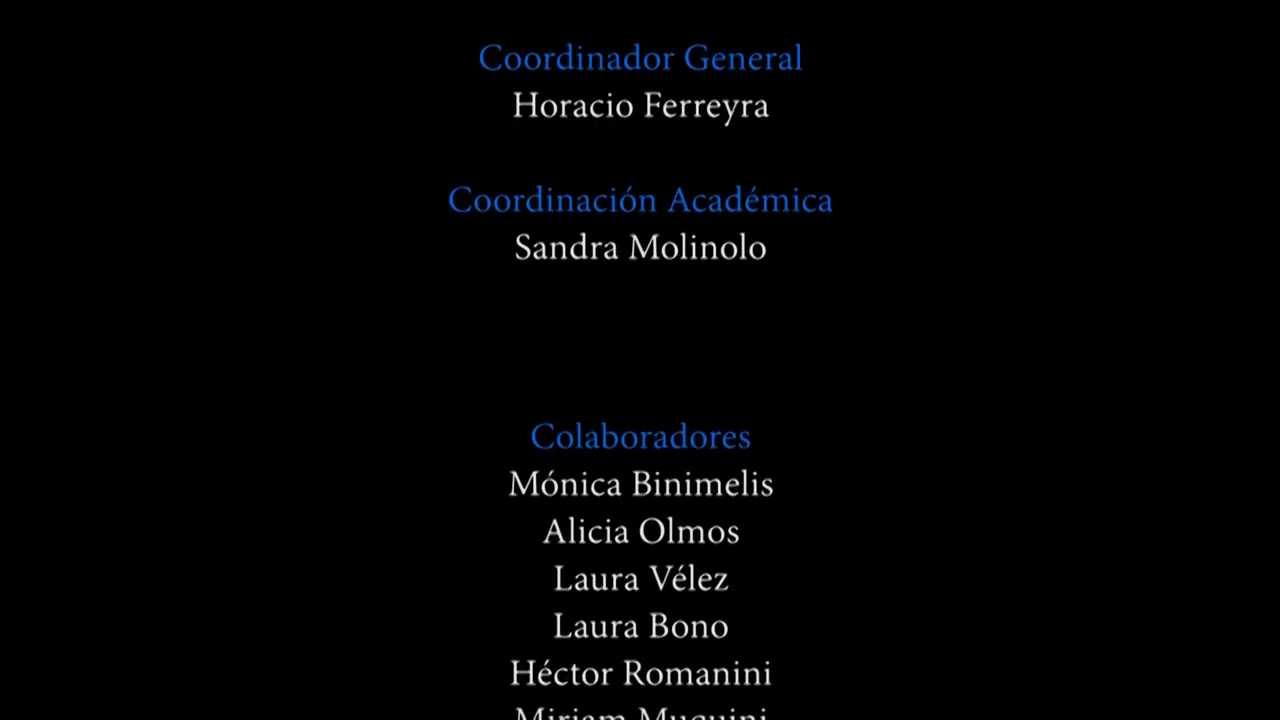 Coordinador General
Horacio Ferreyra
Coordinación Académica
Sandra Molinolo
Colaboradores
Mónica Binimelis
Alicia Olmos
Laura Vélez
Laura Bono
Héctor Romanini
Miriam